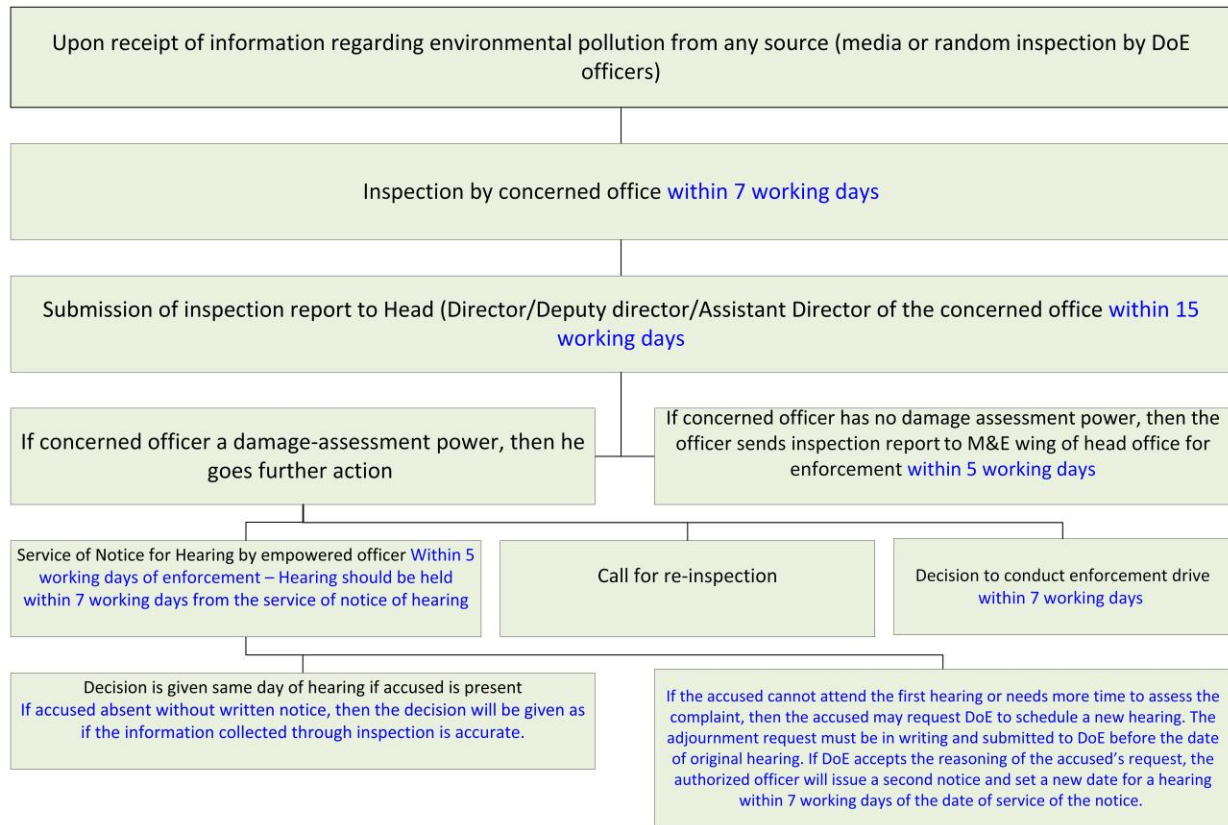 Upon receipt of information regarding environmental pollution from any source (media or random inspection by DoE
officers)
Inspection by concerned office within 7 working days
Submission of inspection report to Head (Director/Deputy director/Assistant Director of the concerned office within 15
working days
If concerned officer a damage-assessment power, then he
goes further action
If concerned officer has no damage assessment power, then the
officer sends inspection report to M&E wing of head office for
enforcement within 5 working days
Service of Notice for Hearing by empowered officer Within 5
working days of enforcement – Hearing should be held
within 7 working days from the service of notice of hearing
Call for re-inspection
Decision to conduct enforcement drive
within 7 working days
Decision is given same day of hearing if accused is present
If accused absent without written notice, then the decision will be given as
if the information collected through inspection is accurate.
If the accused cannot attend the first hearing or needs more time to assess the
complaint, then the accused may request DoE to schedule a new hearing. The
adjournment request must be in writing and submitted to DoE before the date
of original hearing. If DoE accepts the reasoning of the accused's request, the
authorized officer will issue a second notice and set a new date for a hearing
within 7 working days of the date of service of the notice.